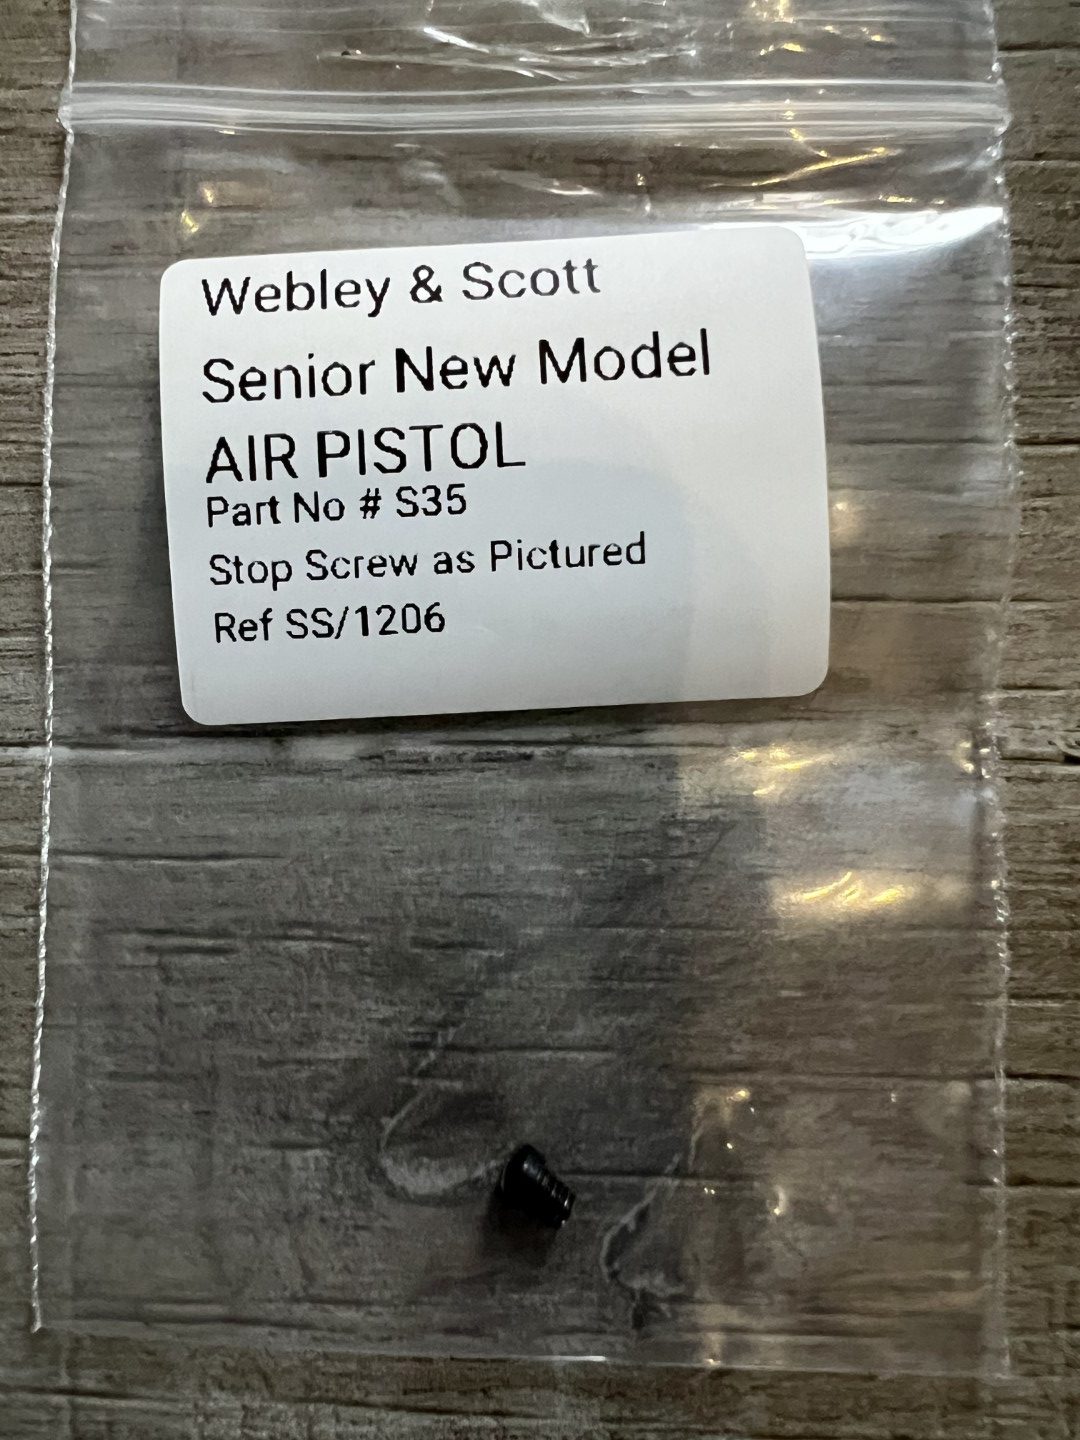 Webley & Scott
Senior New Model
AIR PISTOL
Part No # S35
Stop Screw as Pictured
Ref SS/1206